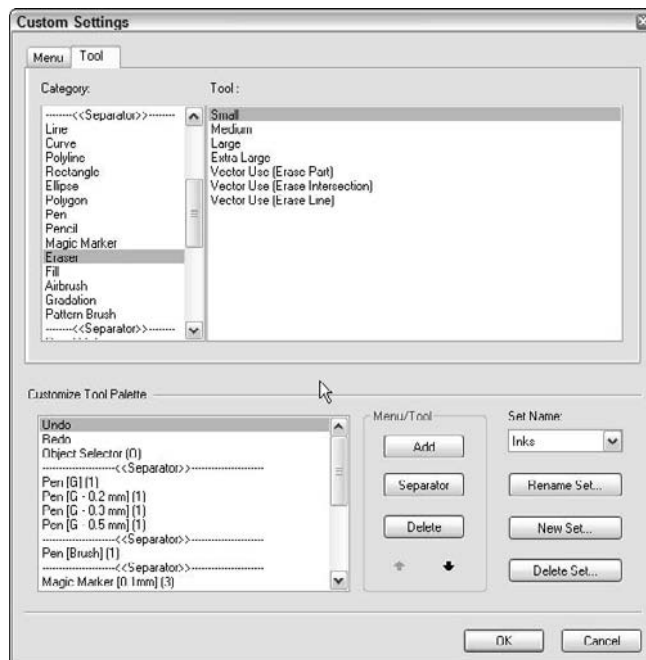 Custom Settings
Menu
Tool
Category:
Tool :
--------<<Separator>>--------
Line
Curve
Polyline
Rectangle
Ellipse
Polygon
Pen
Pencil
Magic Marker
Eraser
Fill
Airbrush
Gradation
Pattern Brush
--------<<Separator>>--------
Small
Medium
Large
Extra Large
Vector Use (Erase Part)
Vector Use (Erase Intersection)
Vector Use (Erase Line)
Customize Tool Palette
Undo
Redo
Object Selector (O)
----------------------<<Separator>>----------------------
Pen [G] (1)
Pen [G - 0.2 mm] (1)
Pen [G - 0.3 mm] (1)
Pen [G - 0.5 mm] (1)
----------------------<<Separator>>----------------------
Pen [Brush] (1)
----------------------<<Separator>>----------------------
Magic Marker [0.1mm] (3)
Menu/Tool
Add
Separator
Delete
Set Name:
Inks
Rename Set...
New Set...
Delete Set...
OK
Cancel